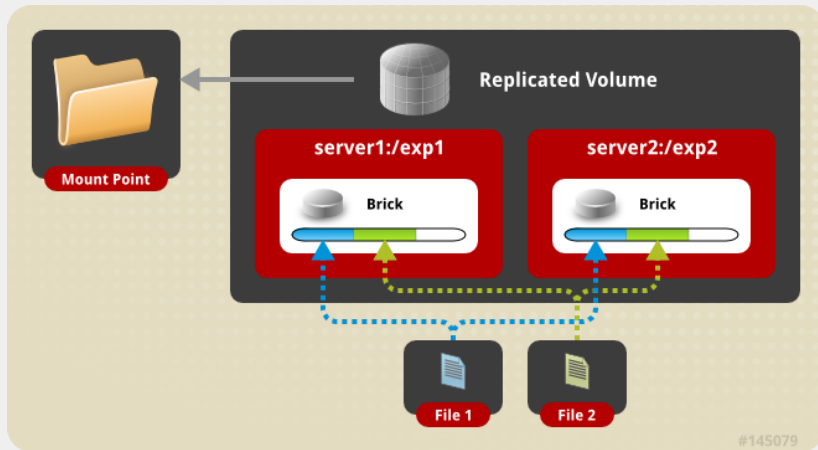 Replicated Volume
Mount Point
server1:/exp1
server2:/exp2
Brick
Brick
File 1
File 2
#145079